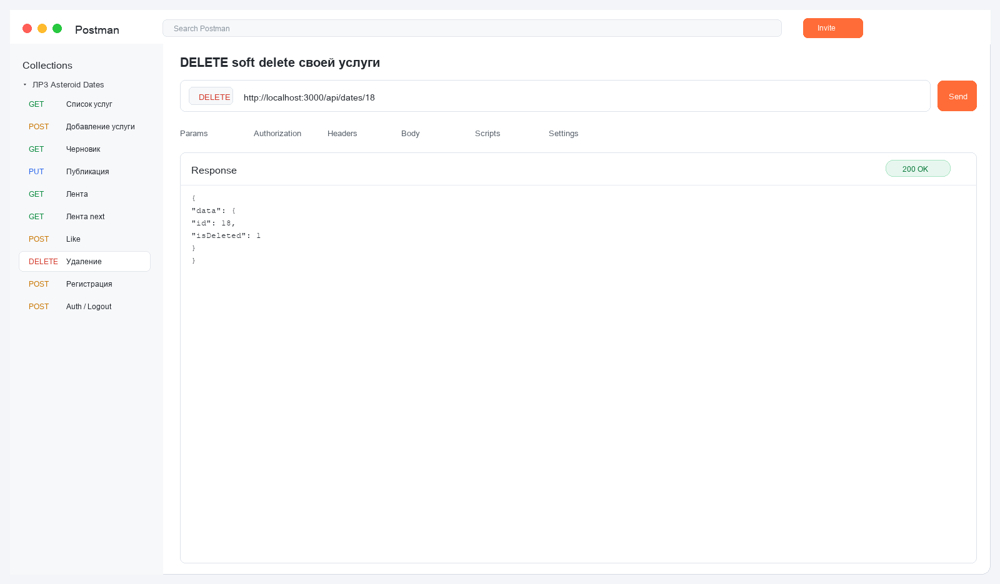 Postman
Search Postman
Invite
Collections
ЛР3 Asteroid Dates
GET Список услуг
POST Добавление услуги
GET Черновик
PUT Публикация
GET Лента
GET Лента next
POST Like
DELETE Удаление
POST Регистрация
POST Auth / Logout
DELETE soft delete своей услуги
DELETE http://localhost:3000/api/dates/18
Send
Params Authorization Headers Body Scripts Settings
Response
200 OK
{
"data": {
"id": 18,
"isDeleted": 1
}
}